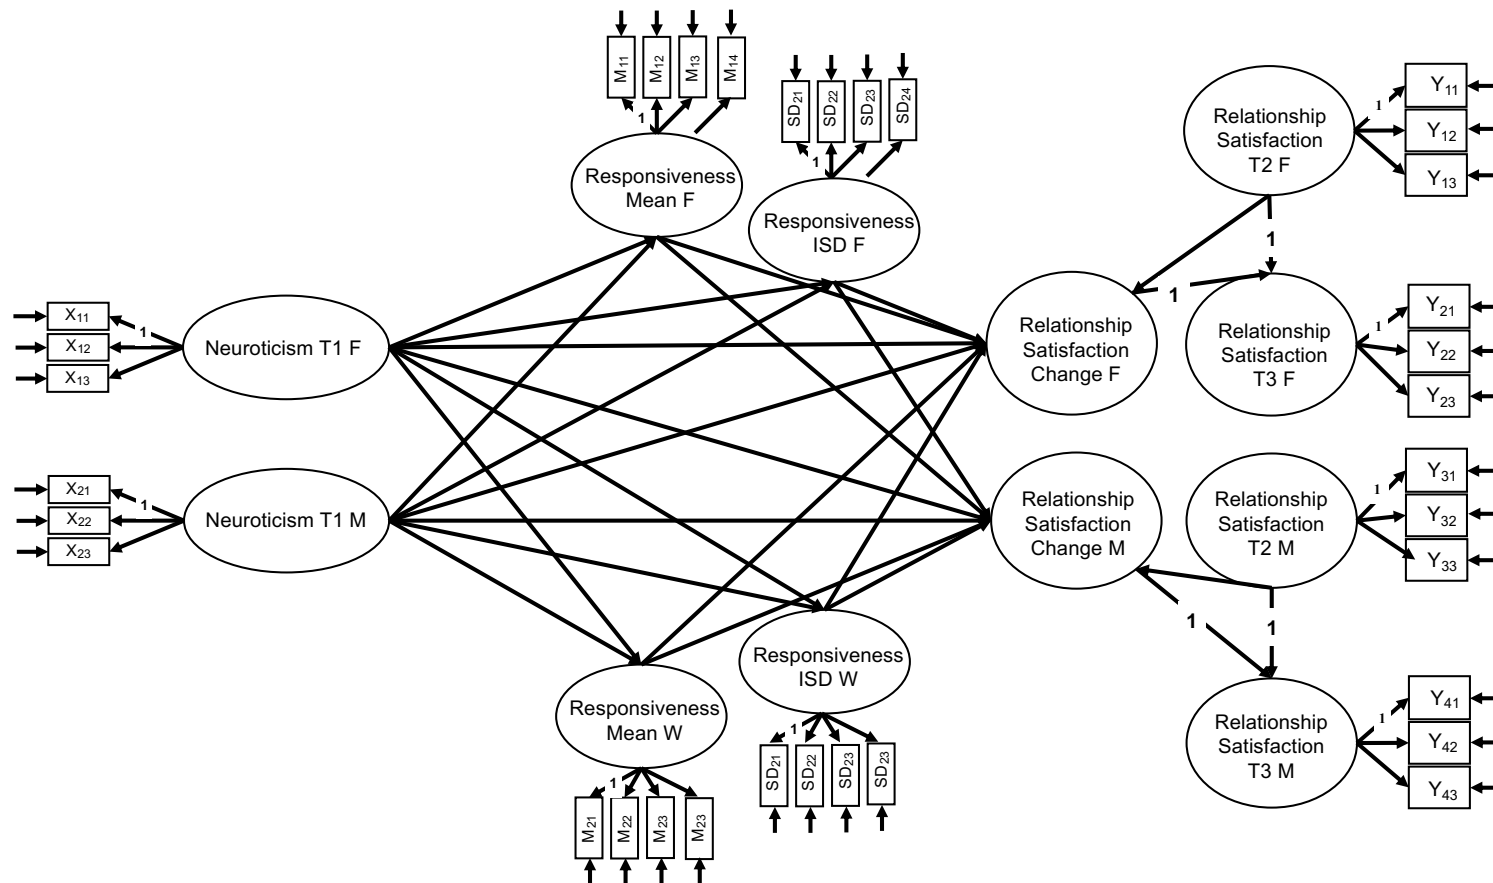 M11
M12
M13
M14
SD21
SD22
SD23
SD24
1
1
Responsiveness
Mean F
Responsiveness
ISD F
Relationship
Satisfaction
T2 F
1
Y11
Y12
Y13
1
X11
X12
X13
1
Neuroticism T1 F
Relationship
Satisfaction
Change F
1
Relationship
Satisfaction
T3 F
1
Y21
Y22
Y23
X21
X22
X23
1
Neuroticism T1 M
Relationship
Satisfaction
Change M
Relationship
Satisfaction
T2 M
1
Y31
Y32
Y33
1
1
Responsiveness
Mean W
Responsiveness
ISD W
Relationship
Satisfaction
T3 M
1
Y41
Y42
Y43
1
SD21
SD22
SD23
SD23
1
M21
M22
M23
M23